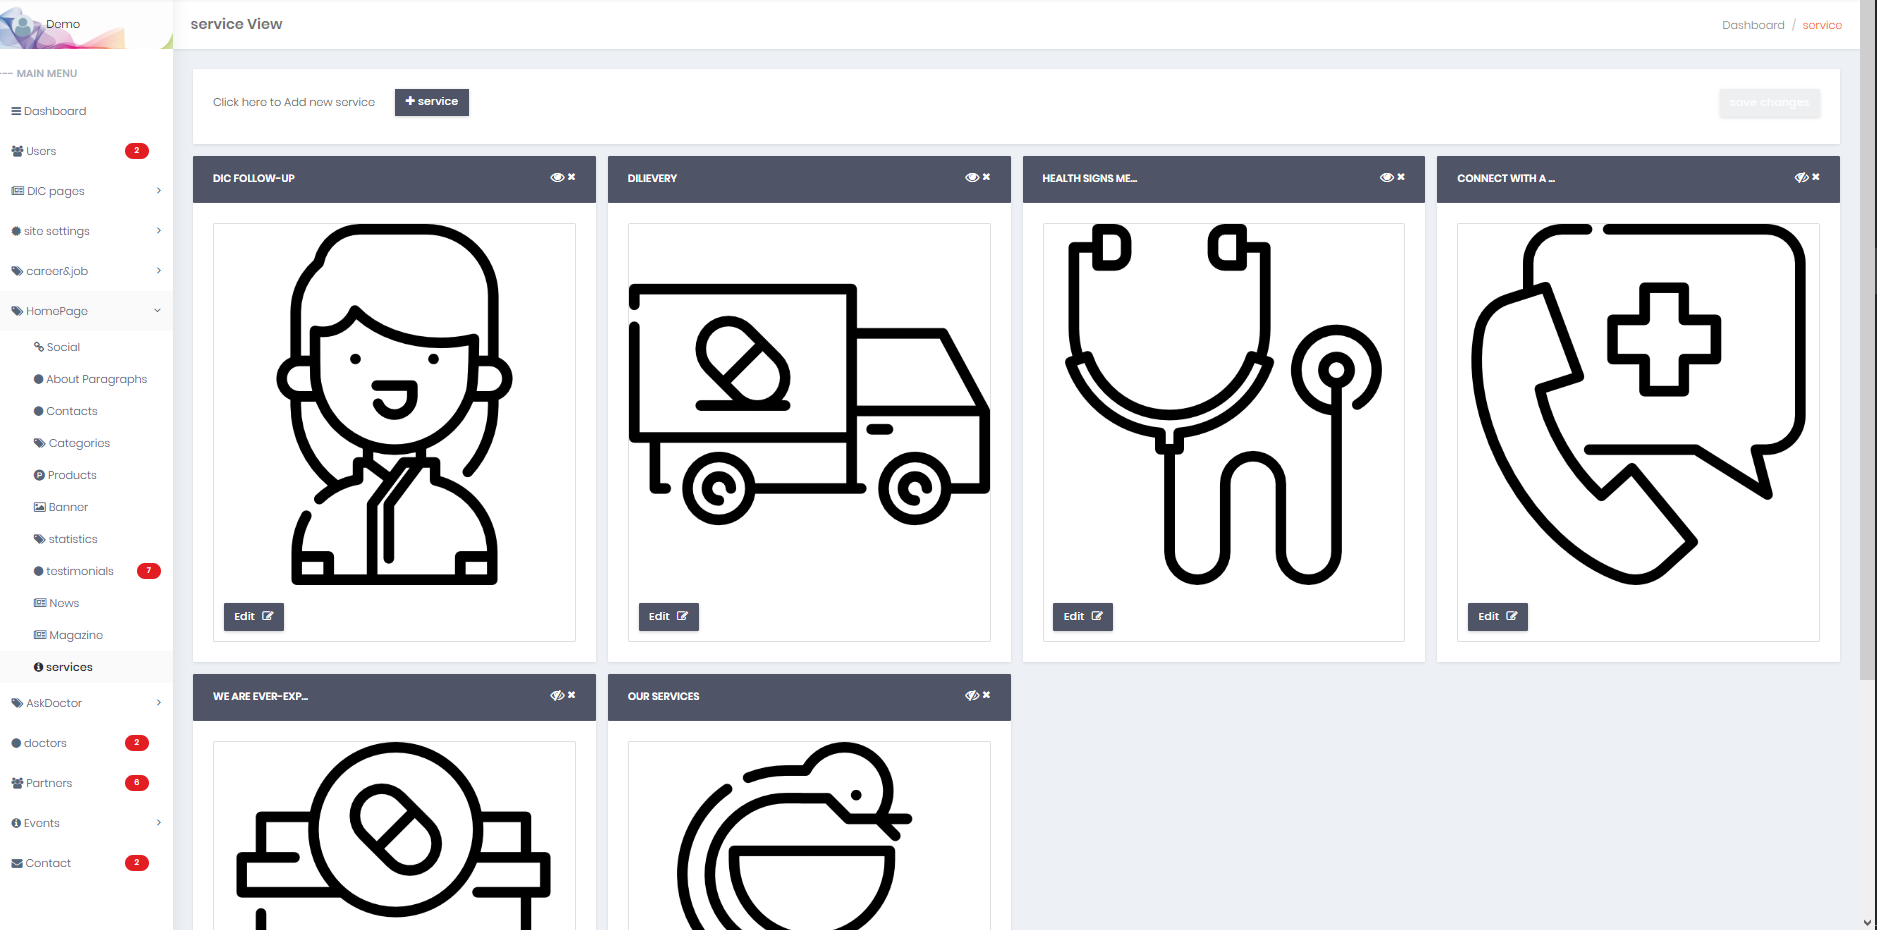 Demo
service View
Dashboard / service
--- MAIN MENU
Dashboard
Users 2
DIC pages
site settings
career&job
HomePage
Social
About Paragraphs
Contacts
Categories
Products
Banner
statistics
testimonials 7
News
Magazine
services
AskDoctor
doctors 2
Partners 6
Events
Contact 2
Click here to Add new service
+ service
save changes
DIC FOLLOW-UP
Edit
DILIEVERY
Edit
HEALTH SIGNS ME...
Edit
CONNECT WITH A ...
Edit
WE ARE EVER-EXP...
OUR SERVICES